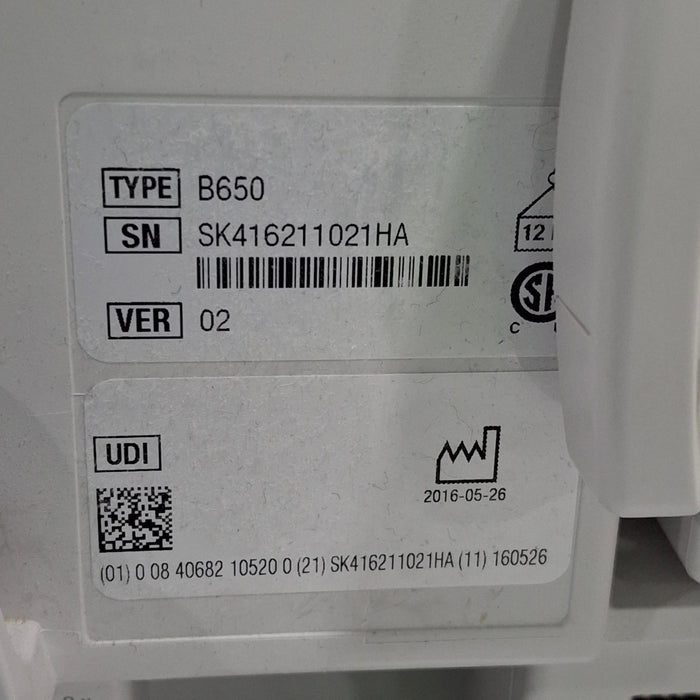 TYPE B650
SN SK416211021HA
12
VER 02
C
UDI
2016-05-26
(01) 0 08 40682 10520 0 (21) SK416211021HA (11) 160526